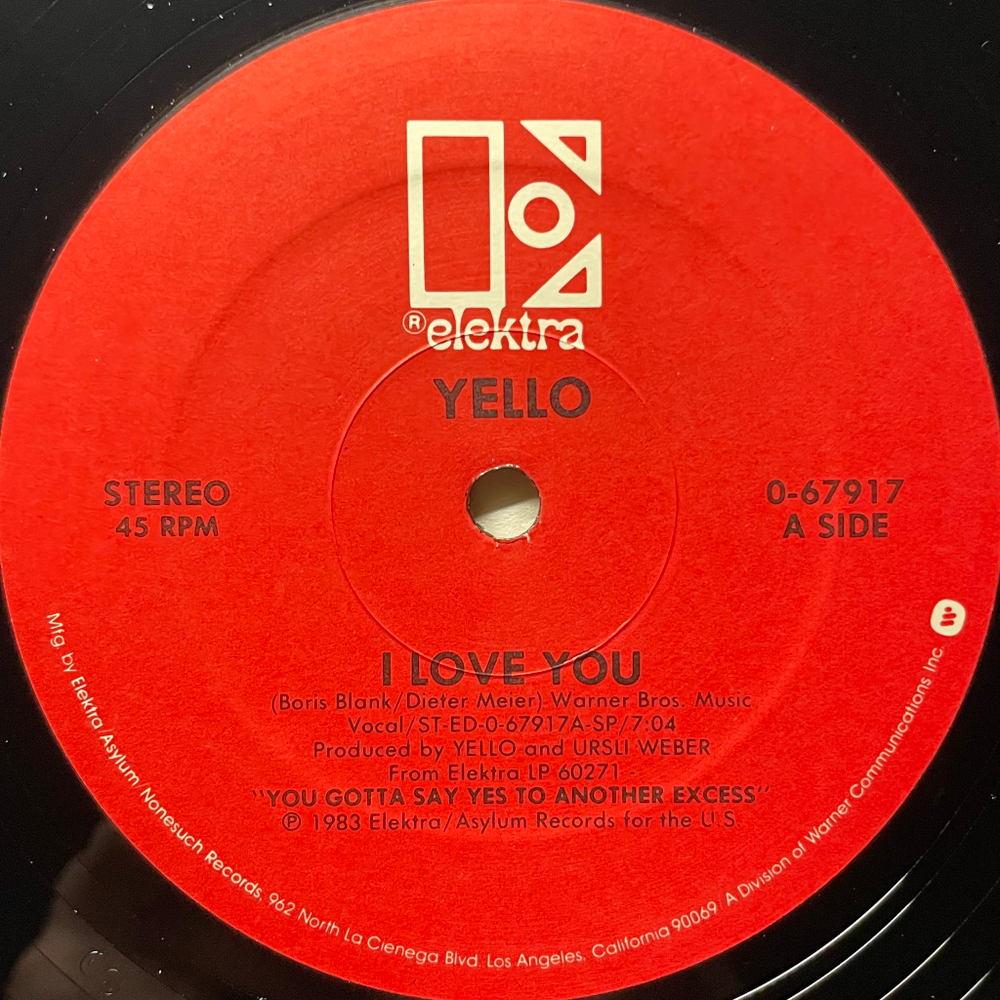 ® elektra
YELLO
STEREO
45 RPM
0-67917
A SIDE
I LOVE YOU
(Boris Blank/Dieter Meier) Warner Bros. Music
Vocal/ST-ED-0-67917A-SP/7:04
Produced by YELLO and URSLI WEBER
From Elektra LP 60271 -
"YOU GOTTA SAY YES TO ANOTHER EXCESS"
℗ 1983 Elektra/Asylum Records for the U.S.
Mfg. by Elektra/Asylum/Nonesuch Records, 962 North La Cienega Blvd. Los Angeles, California 90069 A Division of Warner Communications Inc.